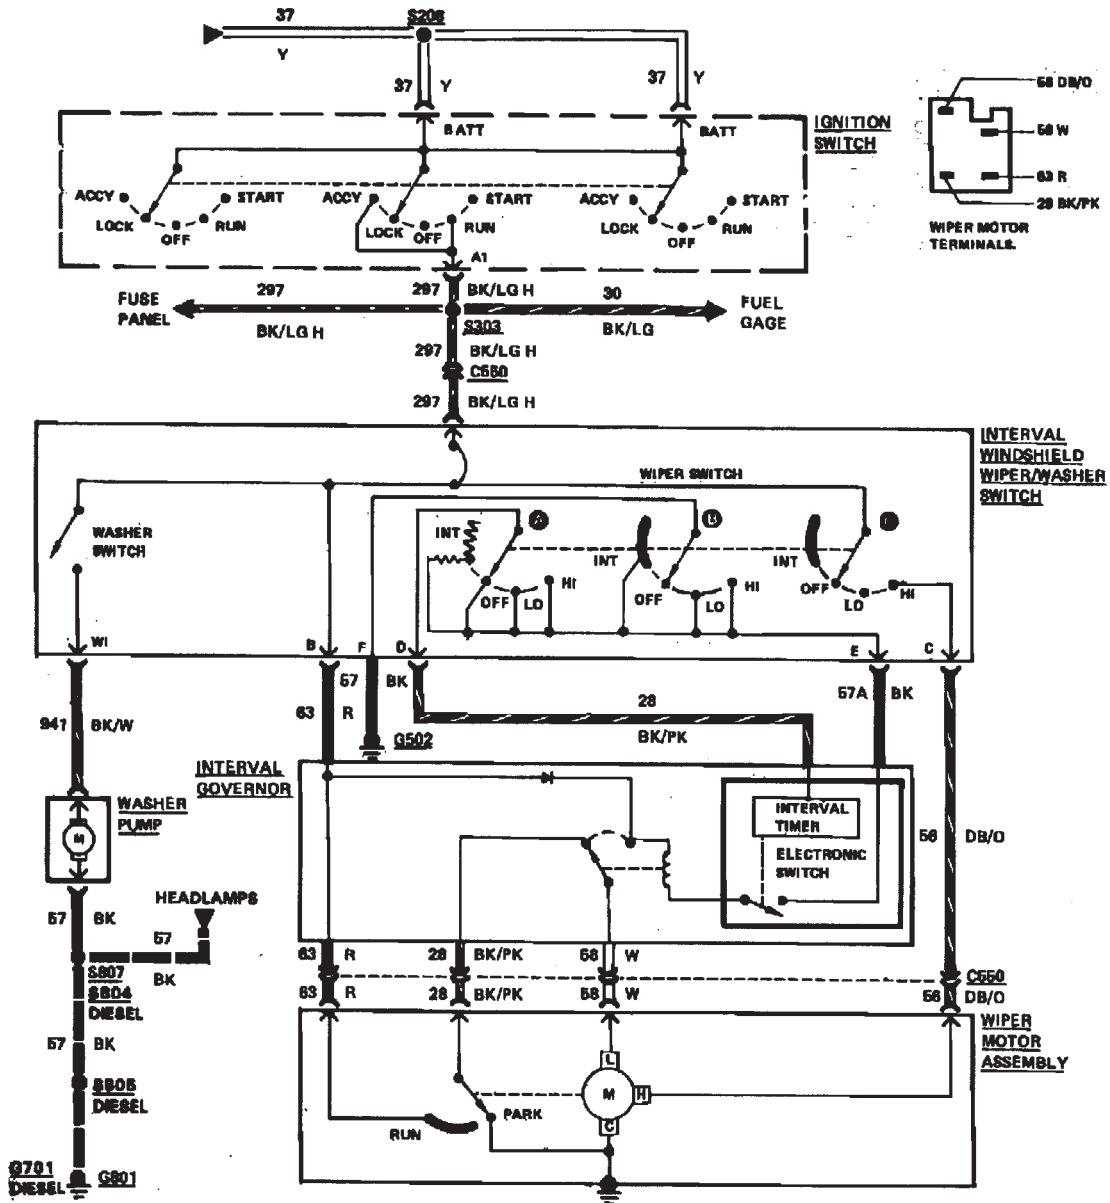 37
S206
Y
37
Y
37
Y
58 DB/O
56 W
63 R
28 BK/PK
WIPER MOTOR
TERMINALS.
BATT
BATT
IGNITION
SWITCH
ACCY
START
LOCK
OFF
RUN
ACCY
START
LOCK
OFF
RUN
ACCY
START
LOCK
OFF
RUN
A1
FUSE
PANEL
297
BK/LG H
297
BK/LG H
30
BK/LG
FUEL
GAGE
S303
297
BK/LG H
C550
297
BK/LG H
INTERVAL
WINDSHIELD
WIPER/WASHER
SWITCH
WIPER SWITCH
WASHER
SWITCH
INT
A
OFF
LO
HI
INT
B
OFF
LO
HI
INT
OFF
LO
HI
W1
B
F
D
E
C
941
BK/W
63
R
57
BK
G502
28
BK/PK
57A
BK
INTERVAL
GOVERNOR
WASHER
PUMP
M
INTERVAL
TIMER
ELECTRONIC
SWITCH
56
DB/O
57
BK
HEADLAMPS
57
BK
S807
S804
DIESEL
63
R
28
BK/PK
58
W
C550
63
R
28
BK/PK
58
W
56
DB/O
WIPER
MOTOR
ASSEMBLY
57
BK
S805
DIESEL
L
M
H
C
PARK
RUN
G701
DIESEL
G801